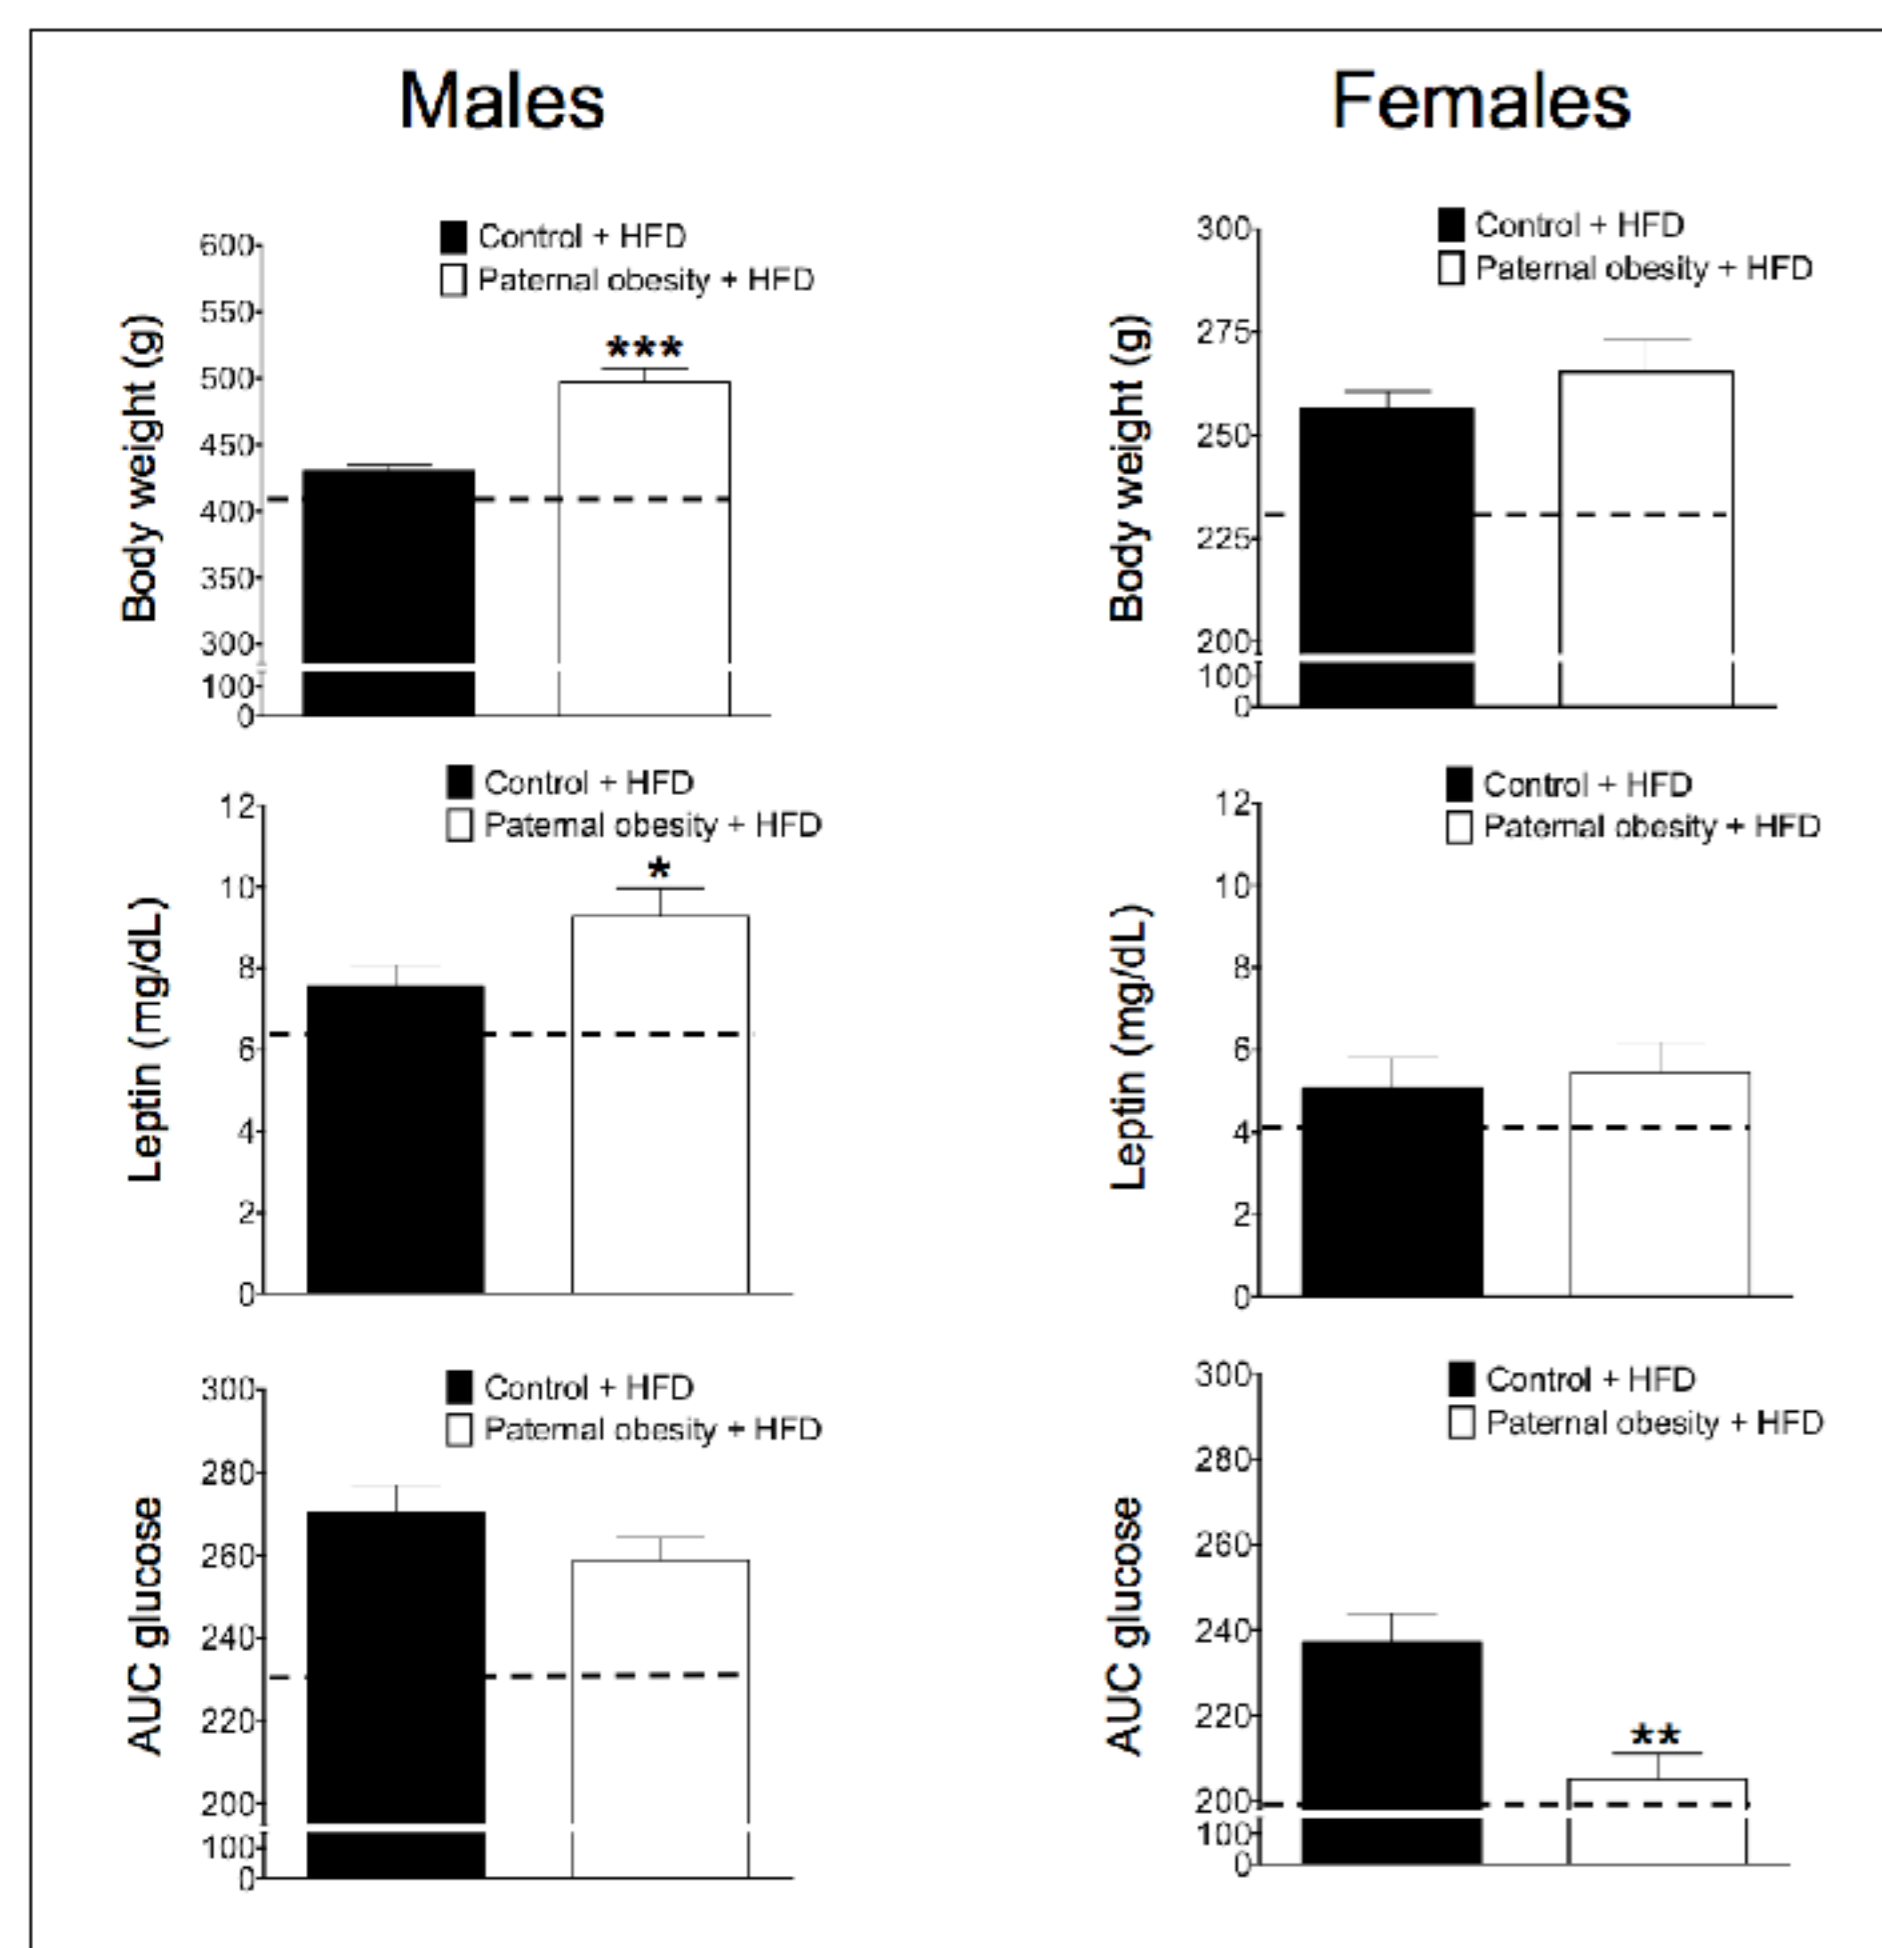 Males
Females
Control + HFD
Paternal obesity + HFD
600
550
500
450
400
350
300
100
0
Body weight (g)
***
Control + HFD
Paternal obesity + HFD
300
275
250
225
200
100
0
Body weight (g)
Control + HFD
Paternal obesity + HFD
12
10
8
6
4
2
0
Leptin (mg/dL)
*
Control + HFD
Paternal obesity + HFD
12
10
8
6
4
2
0
Leptin (mg/dL)
Control + HFD
Paternal obesity + HFD
300
280
260
240
220
200
100
0
AUC glucose
Control + HFD
Paternal obesity + HFD
300
280
260
240
220
200
100
0
AUC glucose
**